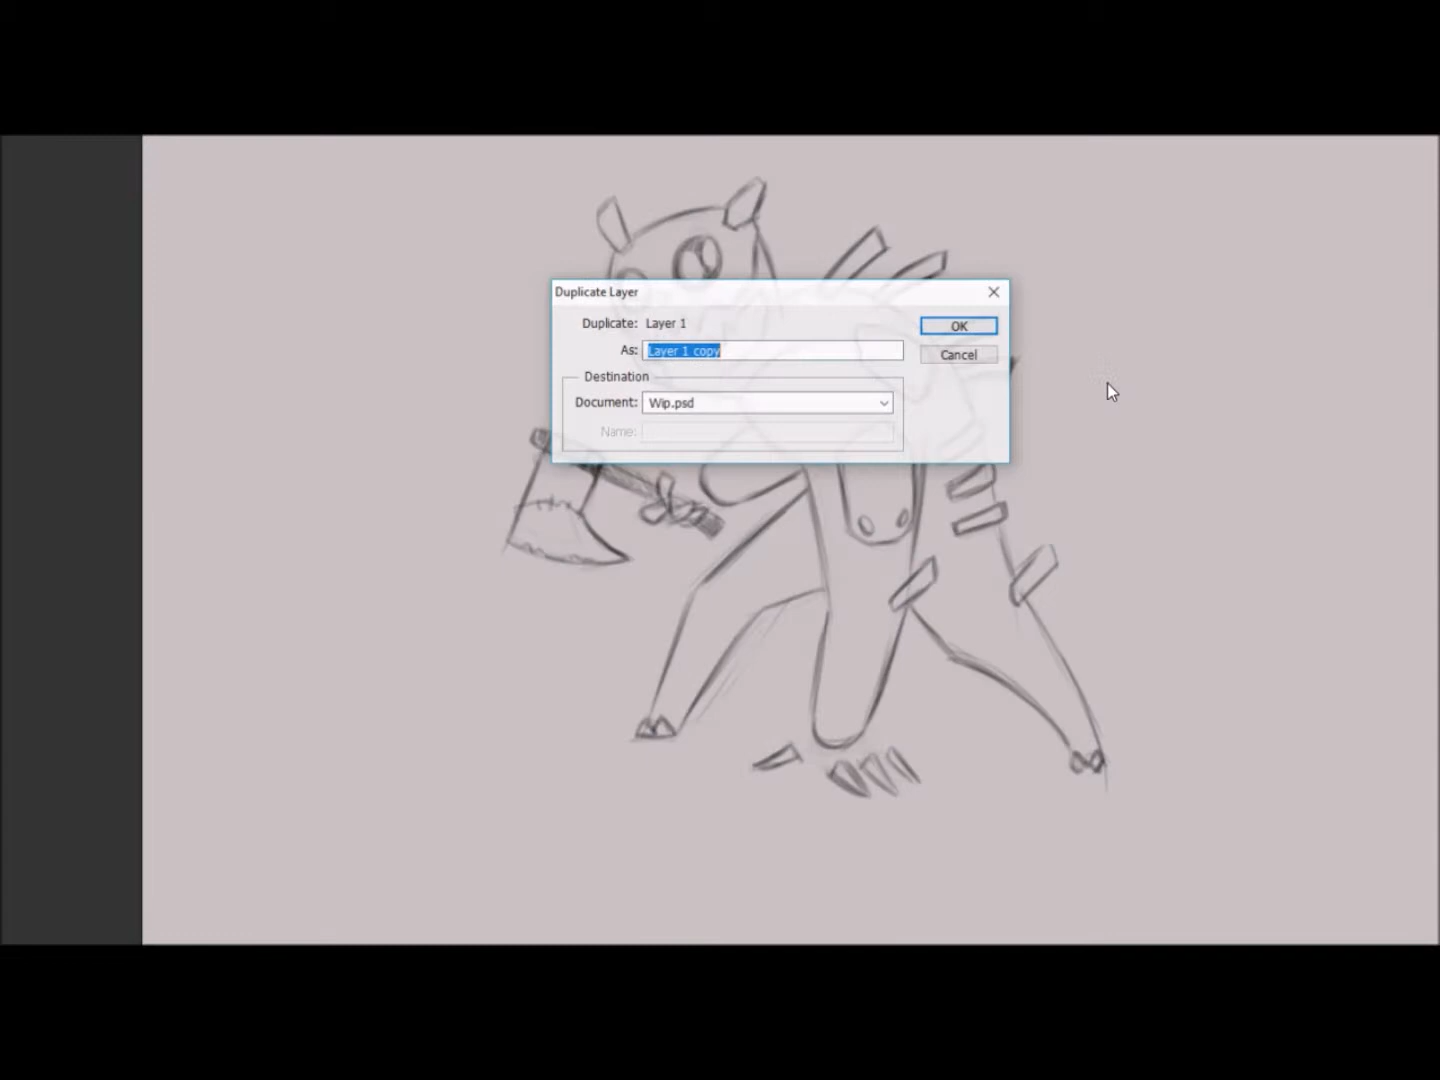 Duplicate Layer
Duplicate: Layer 1
OK
As: Layer 1 copy
Cancel
Destination
Document: Wip.psd
Name: